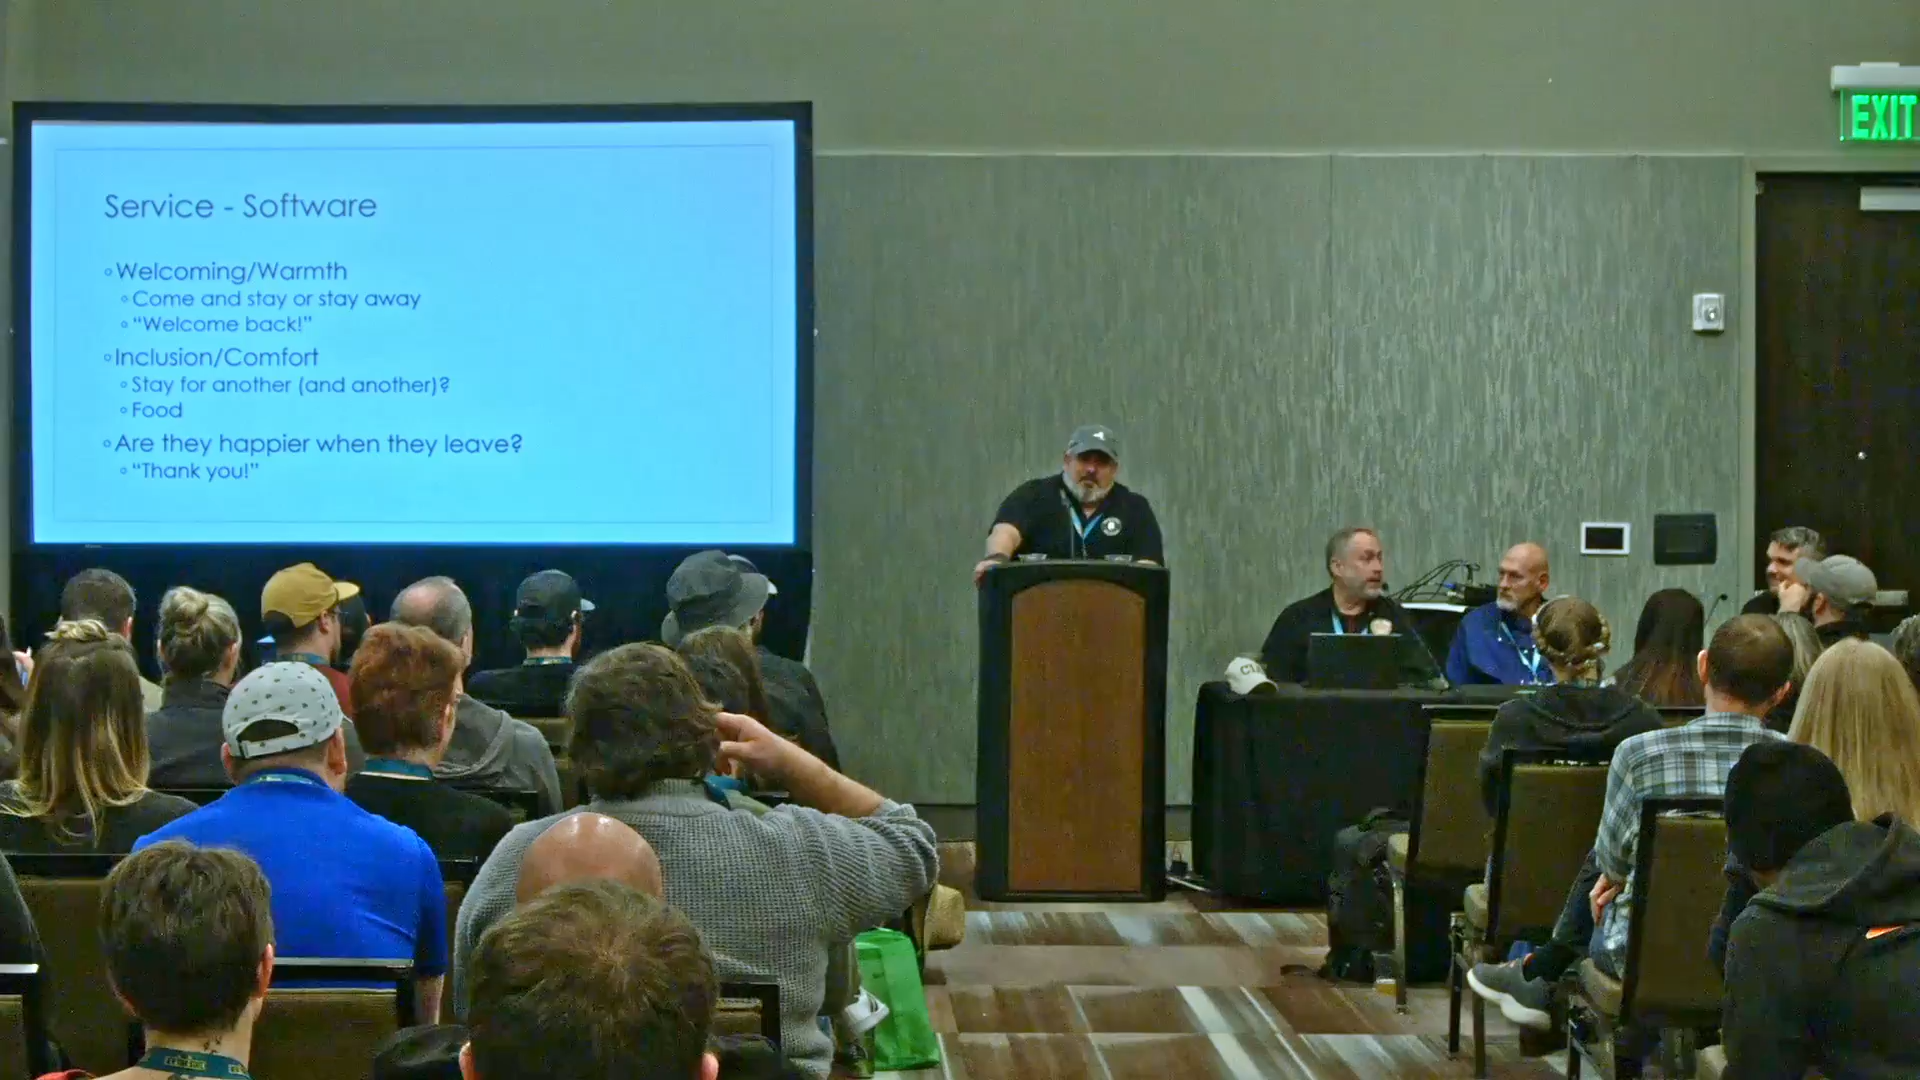 Service - Software
Welcoming/Warmth
Come and stay or stay away
“Welcome back!”
Inclusion/Comfort
Stay for another (and another)?
Food
Are they happier when they leave?
“Thank you!”
EXIT